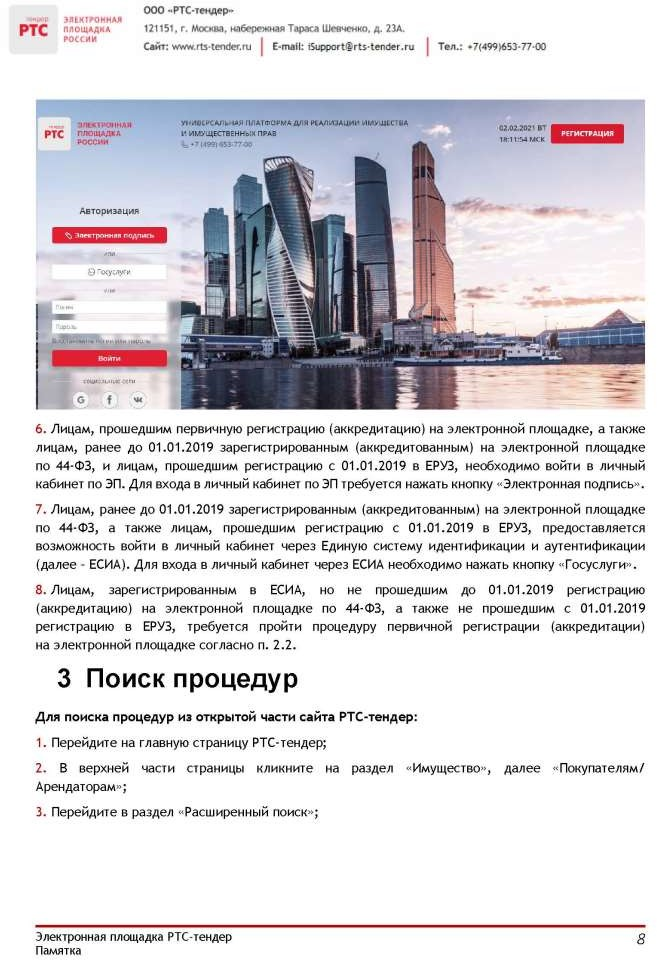 ООО «РТС-тендер»
тендер
РТС
ЭЛЕКТРОННАЯ
ПЛОЩАДКА
РОССИИ
121151, г. Москва, набережная Тараса Шевченко, д. 23А.
Сайт: www.rts-tender.ru | E-mail: iSupport@rts-tender.ru | Тел.: +7(499)653-77-00
тендер
РТС
ЭЛЕКТРОННАЯ
ПЛОЩАДКА
РОССИИ
УНИВЕРСАЛЬНАЯ ПЛАТФОРМА ДЛЯ РЕАЛИЗАЦИИ ИМУЩЕСТВА
И ИМУЩЕСТВЕННЫХ ПРАВ
+7 (499) 653-77-00
02.02.2021 ВТ
18:11:54 МСК
РЕГИСТРАЦИЯ
Авторизация
Электронная подпись
или
Госуслуги
или
Логин
Пароль
Восстановить логин или пароль
Войти
социальные сети
G f
6. Лицам, прошедшим первичную регистрацию (аккредитацию) на электронной площадке, а также
лицам, ранее до 01.01.2019 зарегистрированным (аккредитованным) на электронной площадке
по 44-ФЗ, и лицам, прошедшим регистрацию с 01.01.2019 в ЕРУЗ, необходимо войти в личный
кабинет по ЭП. Для входа в личный кабинет по ЭП требуется нажать кнопку «Электронная подпись».
7. Лицам, ранее до 01.01.2019 зарегистрированным (аккредитованным) на электронной площадке
по 44-ФЗ, а также лицам, прошедшим регистрацию с 01.01.2019 в ЕРУЗ, предоставляется
возможность войти в личный кабинет через Единую систему идентификации и аутентификации
(далее – ЕСИА). Для входа в личный кабинет через ЕСИА необходимо нажать кнопку «Госуслуги».
8. Лицам, зарегистрированным в ЕСИА, но не прошедшим до 01.01.2019 регистрацию
(аккредитацию) на электронной площадке по 44-ФЗ, а также не прошедшим с 01.01.2019
регистрацию в ЕРУЗ, требуется пройти процедуру первичной регистрации (аккредитации)
на электронной площадке согласно п. 2.2.
3 Поиск процедур
Для поиска процедур из открытой части сайта РТС-тендер:
1. Перейдите на главную страницу РТС-тендер;
2. В верхней части страницы кликните на раздел «Имущество», далее «Покупателям/
Арендаторам»;
3. Перейдите в раздел «Расширенный поиск»;
Электронная площадка РТС-тендер
Памятка
8